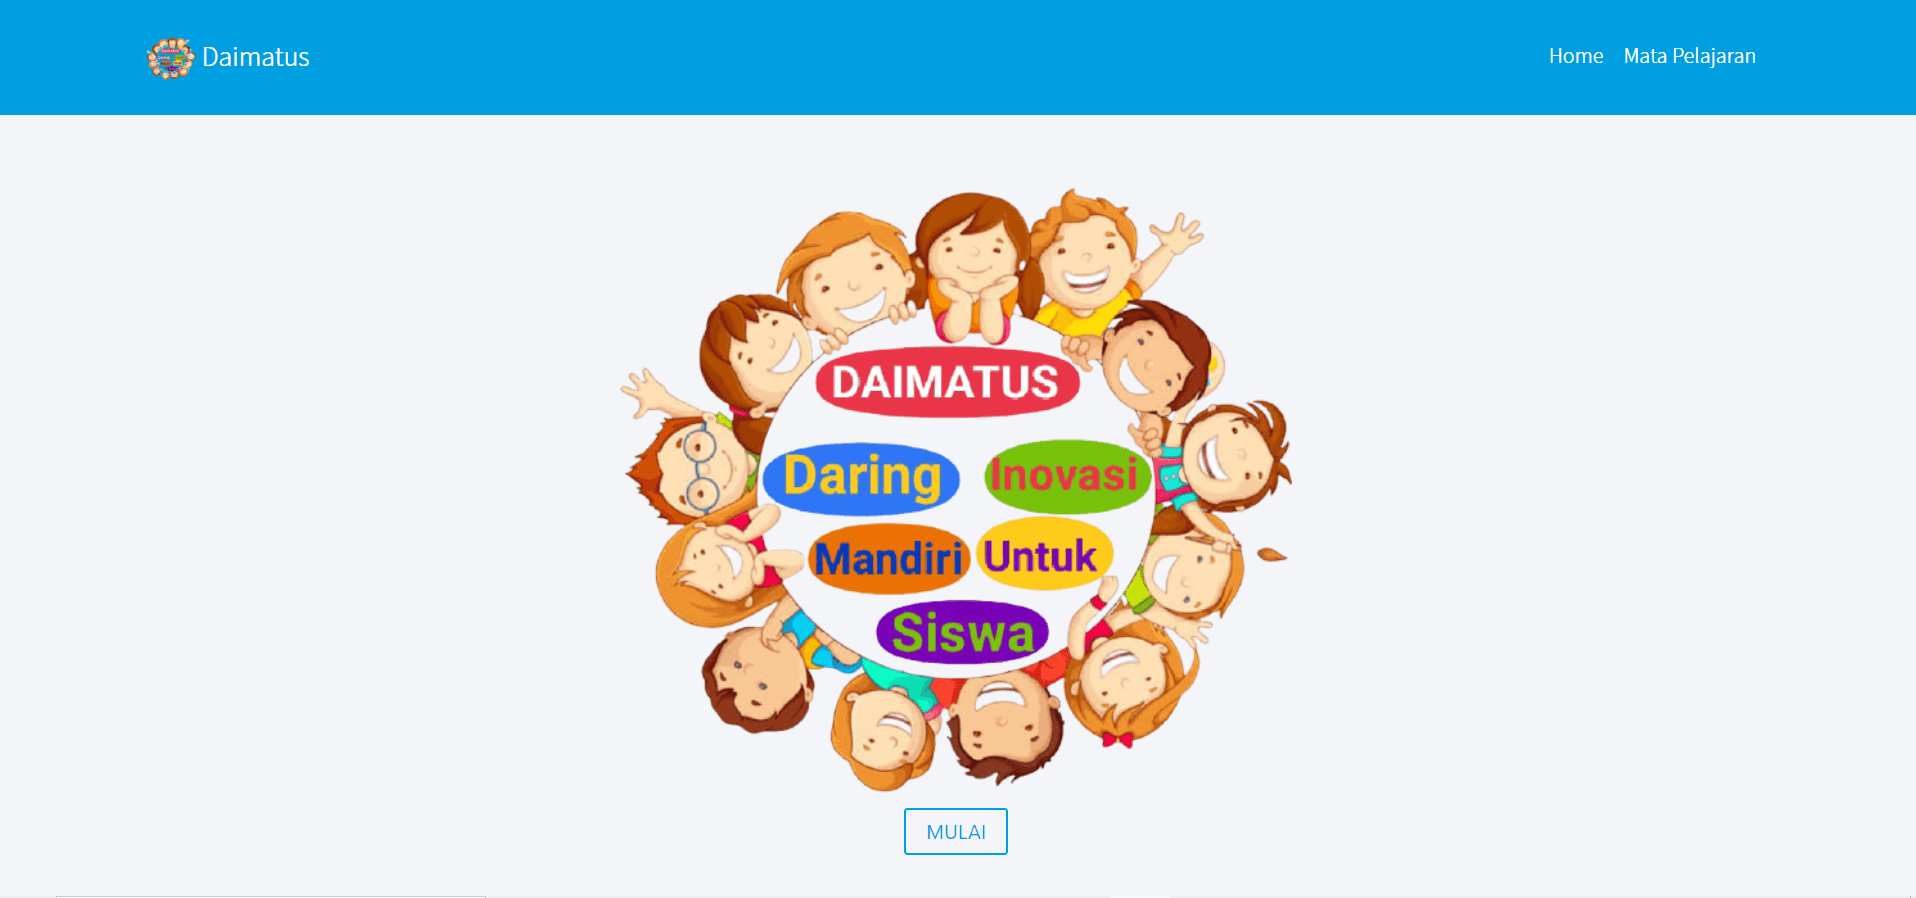 Daimatus
Home Mata Pelajaran
DAIMATUS
Daring Inovasi
Mandiri Untuk
Siswa
MULAI